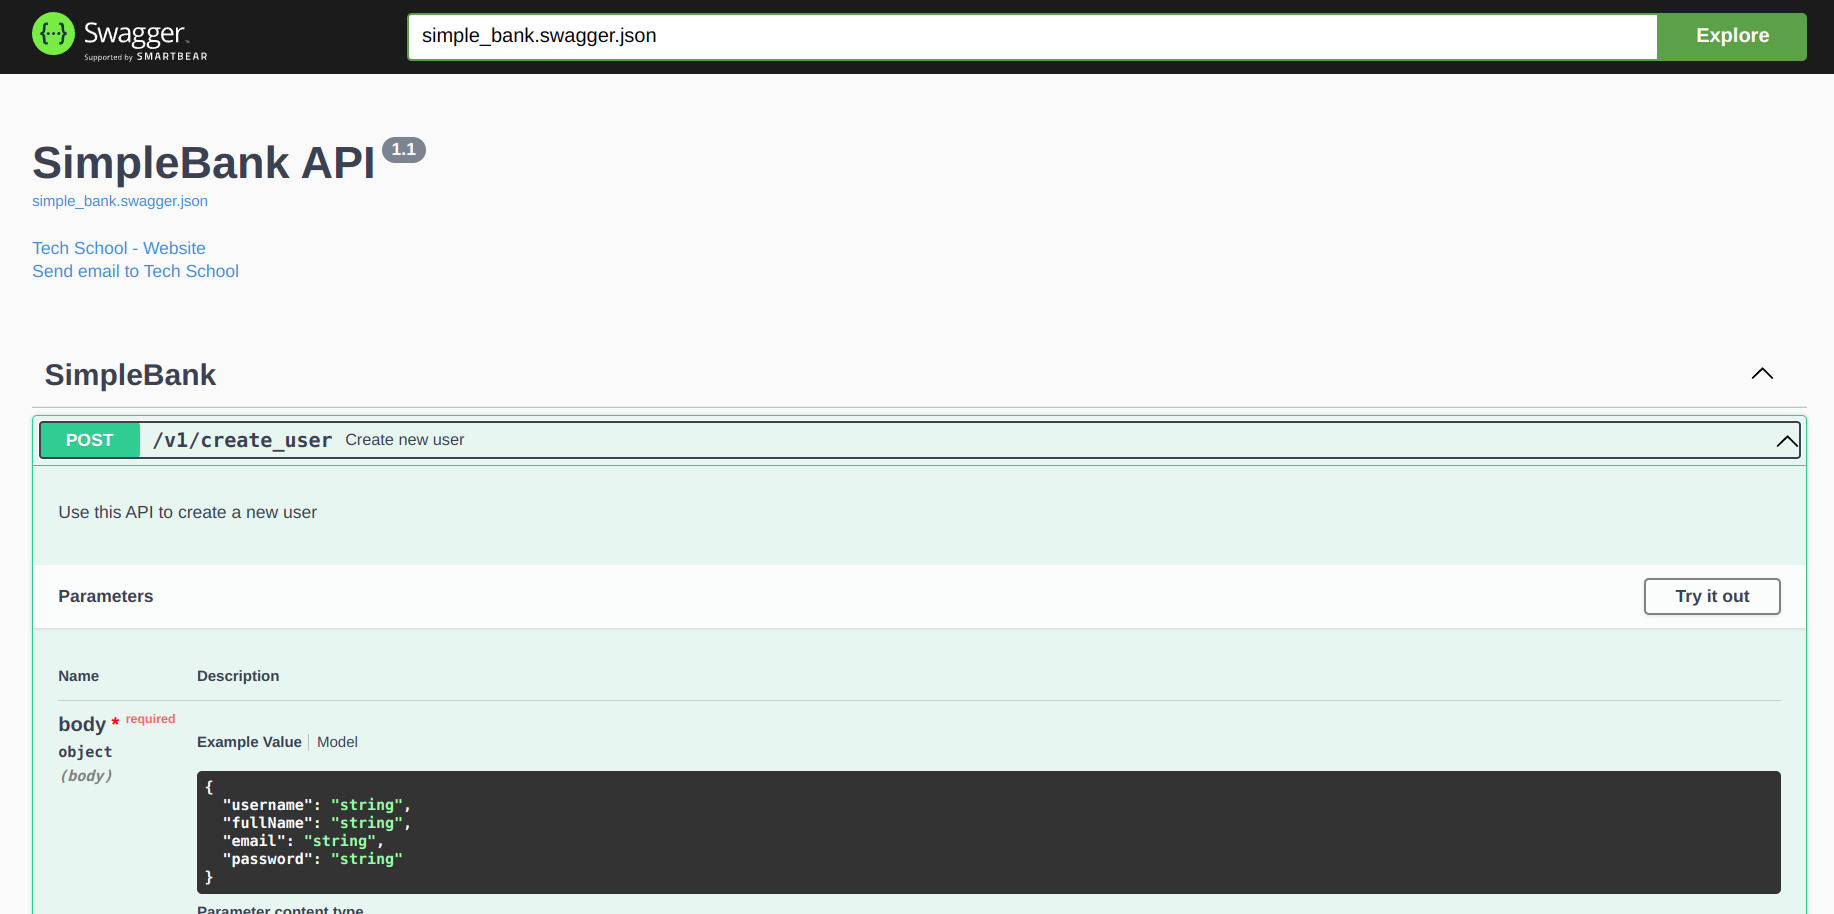 Swagger
Supported by SMARTBEAR
simple_bank.swagger.json
Explore
SimpleBank API 1.1
simple_bank.swagger.json
Tech School - Website
Send email to Tech School
SimpleBank
POST /v1/create_user Create new user
Use this API to create a new user
Parameters
Try it out
Name Description
body * required
object
(body)
Example Value Model
{
"username": "string",
"fullName": "string",
"email": "string",
"password": "string"
}
Parameter content type